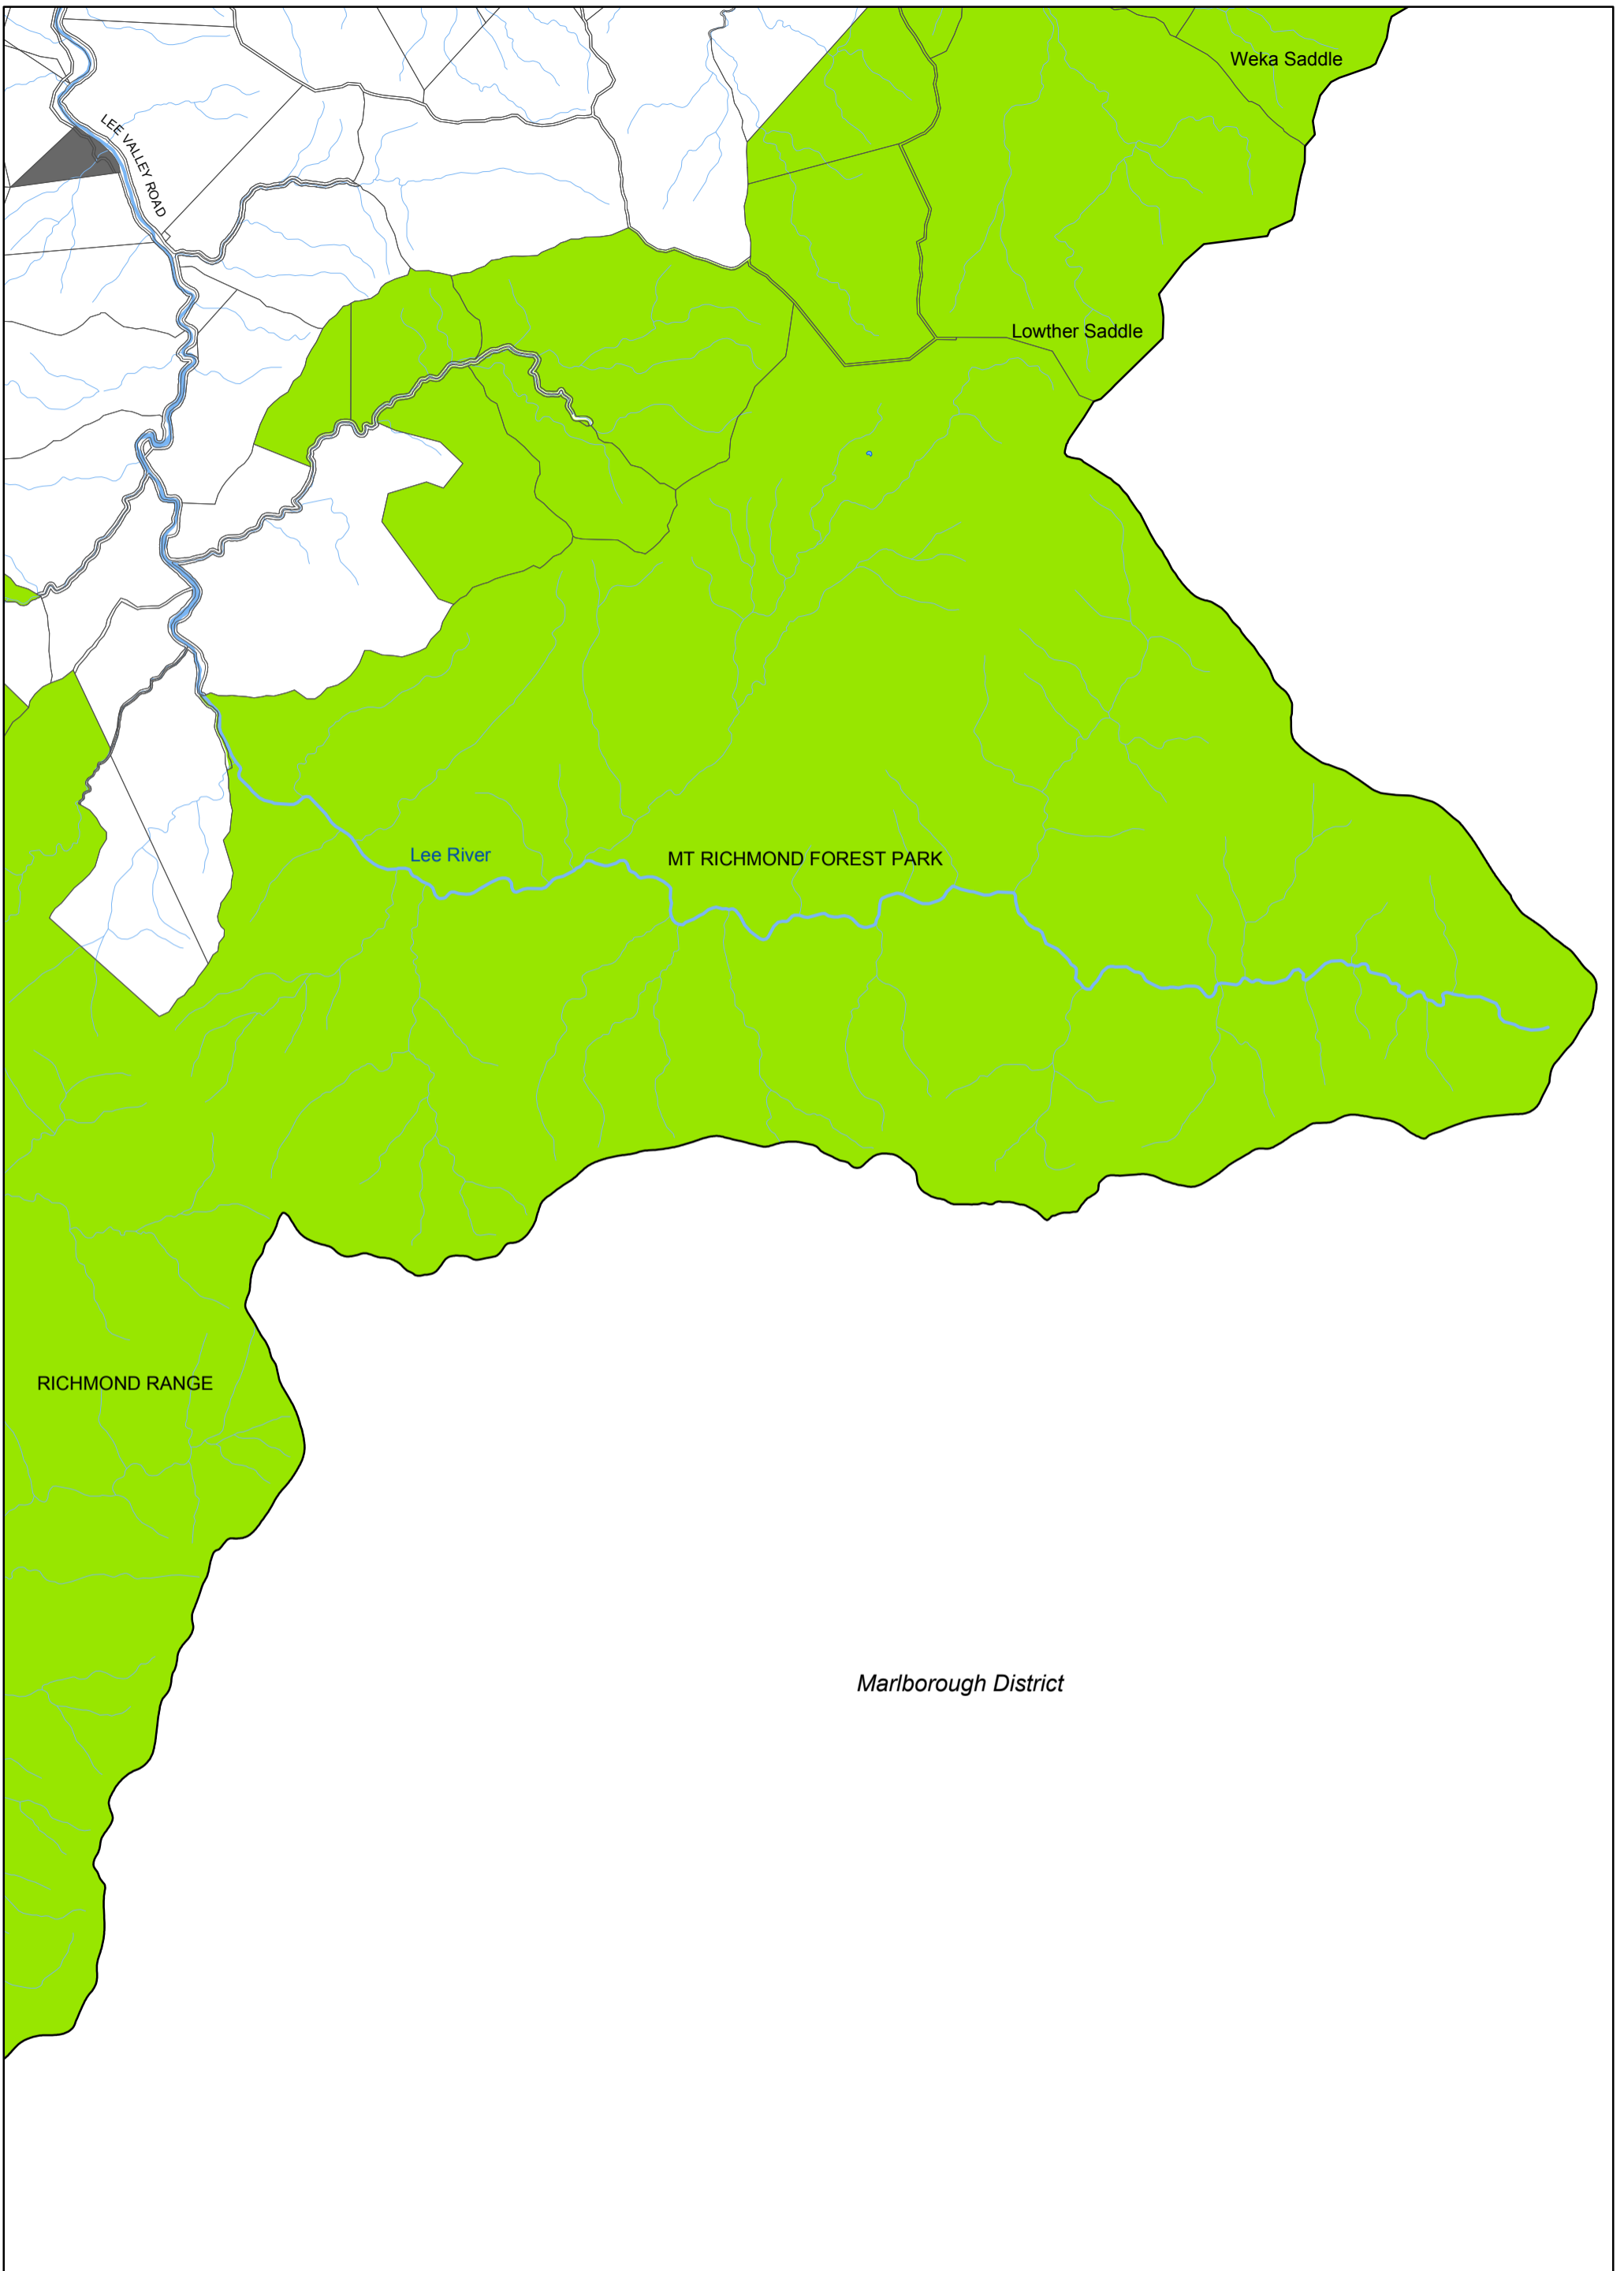 Weka Saddle
LEE VALLEY ROAD
Lowther Saddle
Lee River
MT RICHMOND FOREST PARK
RICHMOND RANGE
Marlborough District